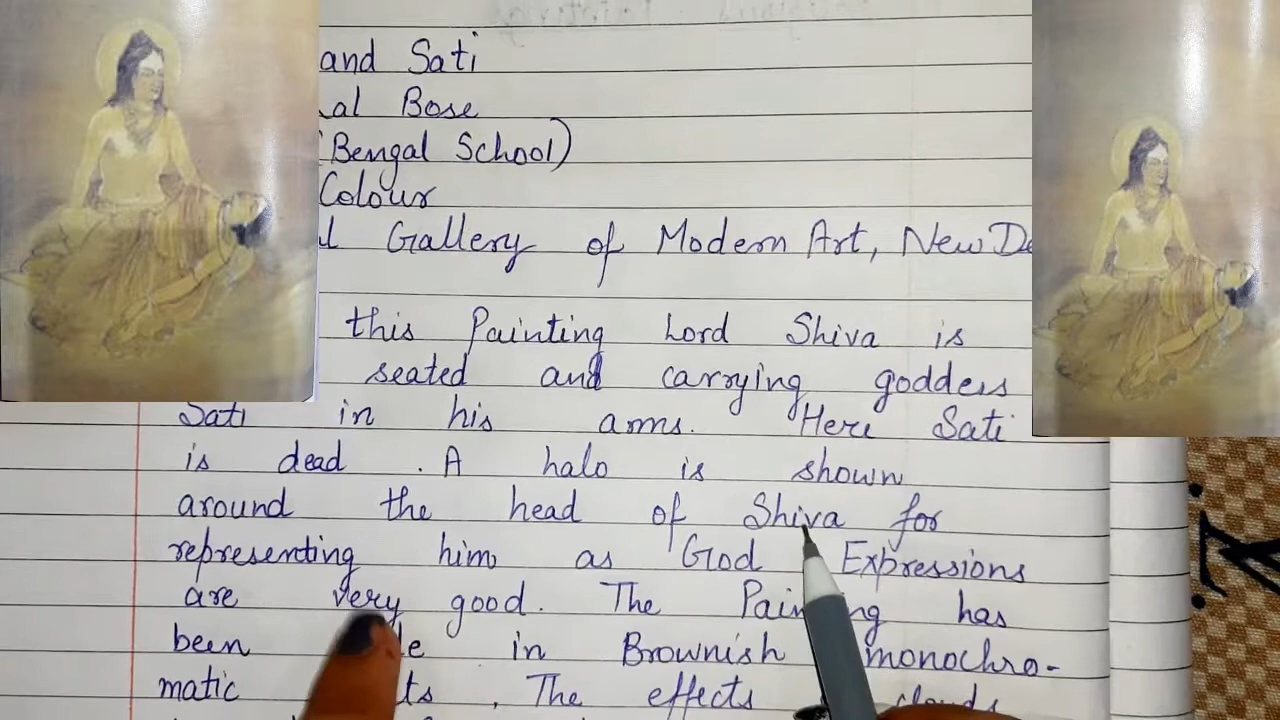 and Sati
al Bose
(Bengal School)
Colour
l Gallery of Modern Art, New De
this Painting Lord Shiva is
seated and carrying goddess
Sati in his arms. Here Sati
is dead . A halo is shown
around the head of Shiva for
representing him as God Expressions
are very good. The Pain ng has
been e in Brownish monochro-
matic ts . The effects clouds